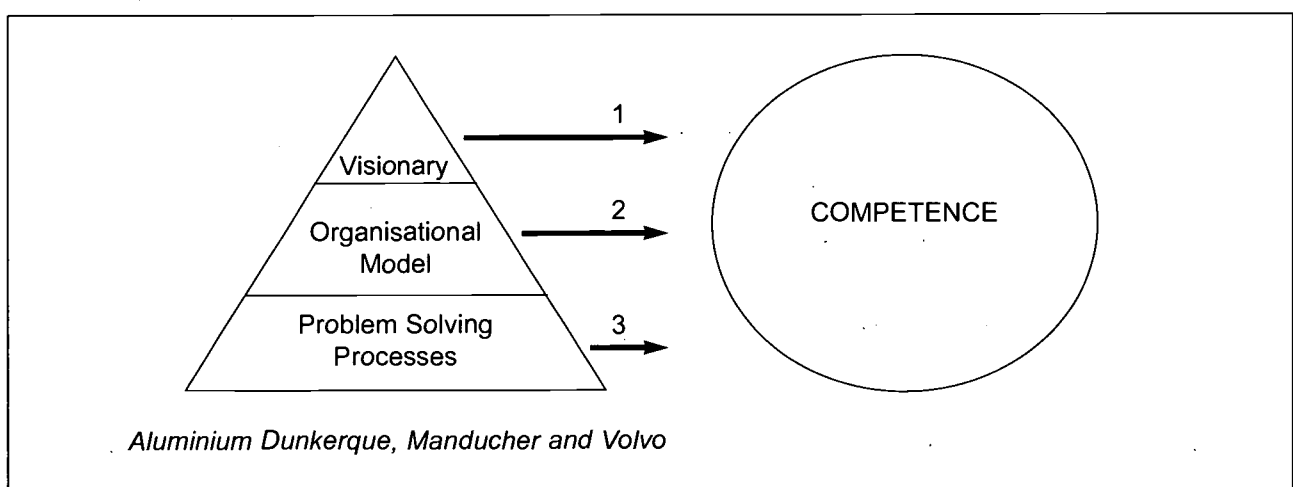 1
Visionary
2
COMPETENCE
Organisational
Model
3
Problem Solving
Processes
Aluminium Dunkerque, Manducher and Volvo